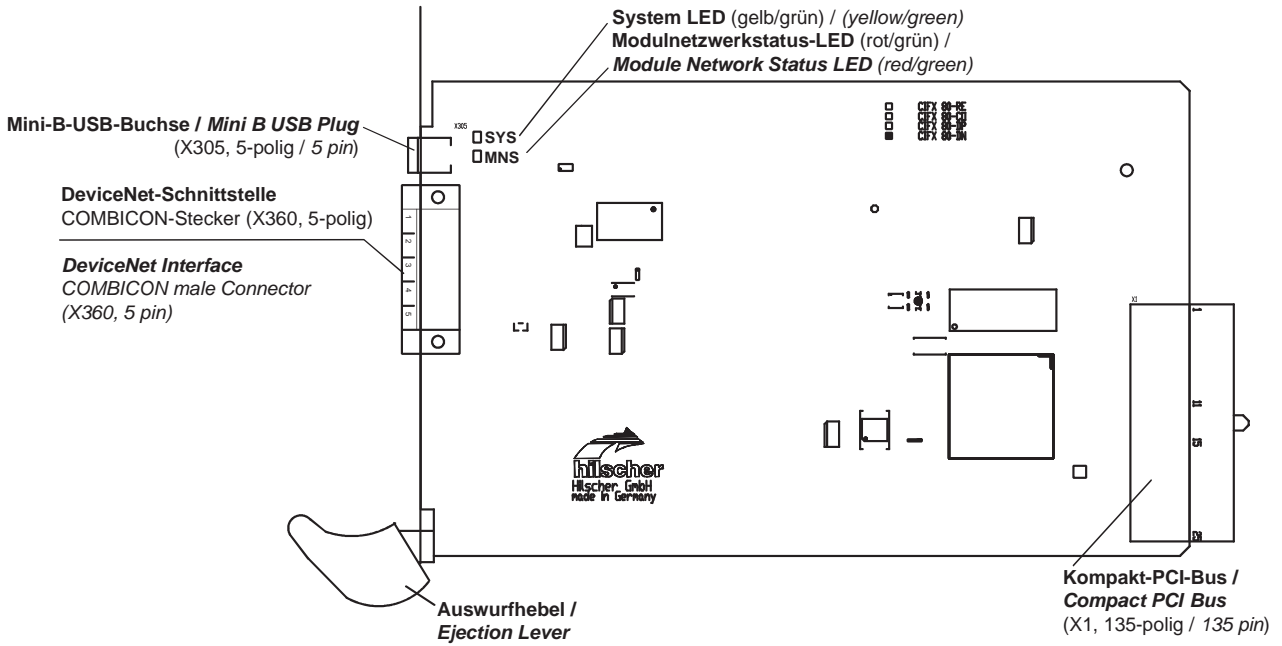 System LED (gelb/grün) / (yellow/green)
Modulnetzwerkstatus-LED (rot/grün) /
Module Network Status LED (red/green)
Mini-B-USB-Buchse / Mini B USB Plug
(X305, 5-polig / 5 pin)
X305
SYS
MNS
DeviceNet-Schnittstelle
COMBICON-Stecker (X360, 5-polig)
DeviceNet Interface
COMBICON male Connector
(X360, 5 pin)
1
2
3
4
5
X1
1
11
15
hilscher
Hilscher GmbH
made in Germany
Auswurfhebel /
Ejection Lever
Kompakt-PCI-Bus /
Compact PCI Bus
(X1, 135-polig / 135 pin)